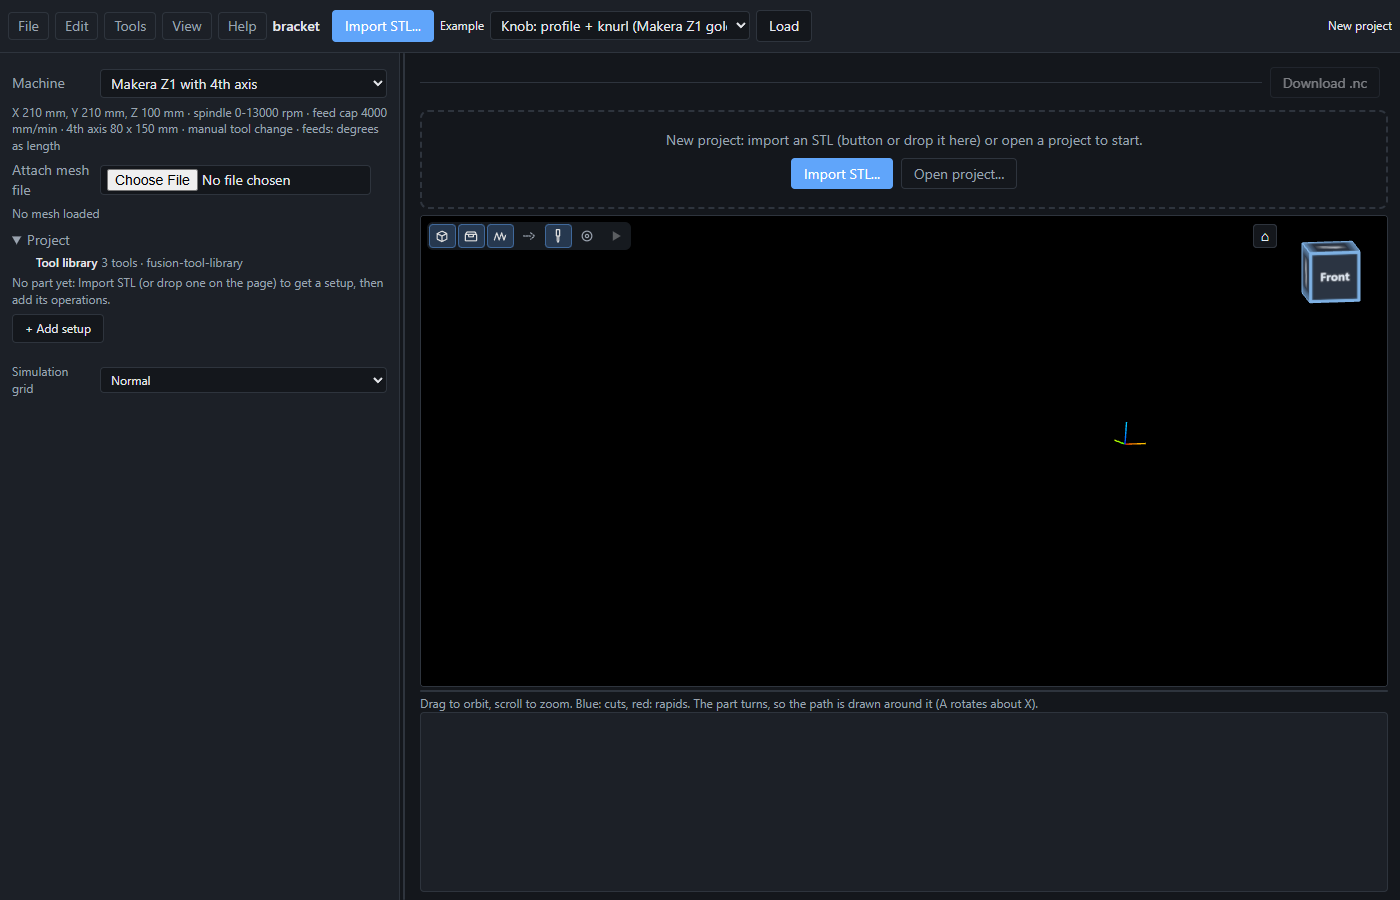 File Edit Tools View Help bracket Import STL... Example Knob: profile + knurl (Makera Z1 gol Load New project
Machine Makera Z1 with 4th axis
X 210 mm, Y 210 mm, Z 100 mm · spindle 0-13000 rpm · feed cap 4000
mm/min · 4th axis 80 x 150 mm · manual tool change · feeds: degrees
as length
Attach mesh
file
Choose File No file chosen
No mesh loaded
Project
Tool library 3 tools · fusion-tool-library
No part yet: Import STL (or drop one on the page) to get a setup, then
add its operations.
+ Add setup
Simulation
grid
Normal
Download .nc
New project: import an STL (button or drop it here) or open a project to start.
Import STL... Open project...
Front
Drag to orbit, scroll to zoom. Blue: cuts, red: rapids. The part turns, so the path is drawn around it (A rotates about X).